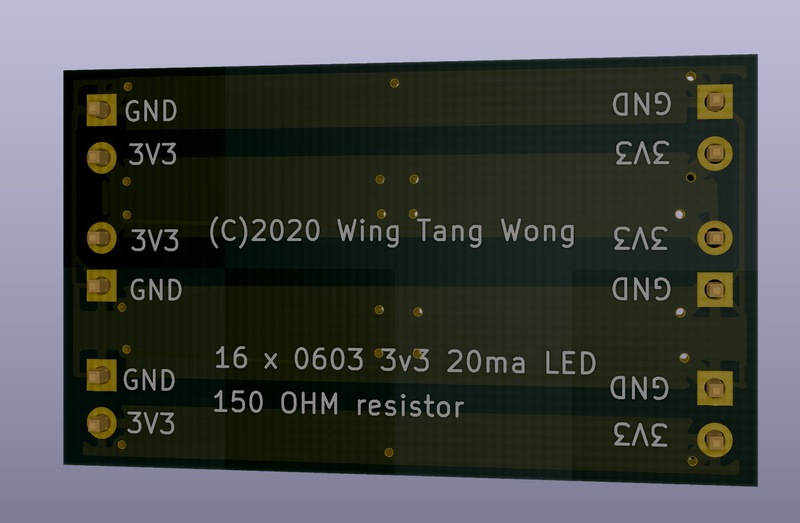 GND
GND
3V3
3V3
3V3
(C)2020 Wing Tang Wong
3V3
GND
GND
16 x 0603 3v3 20ma LED
GND
GND
150 OHM resistor
3V3
3V3